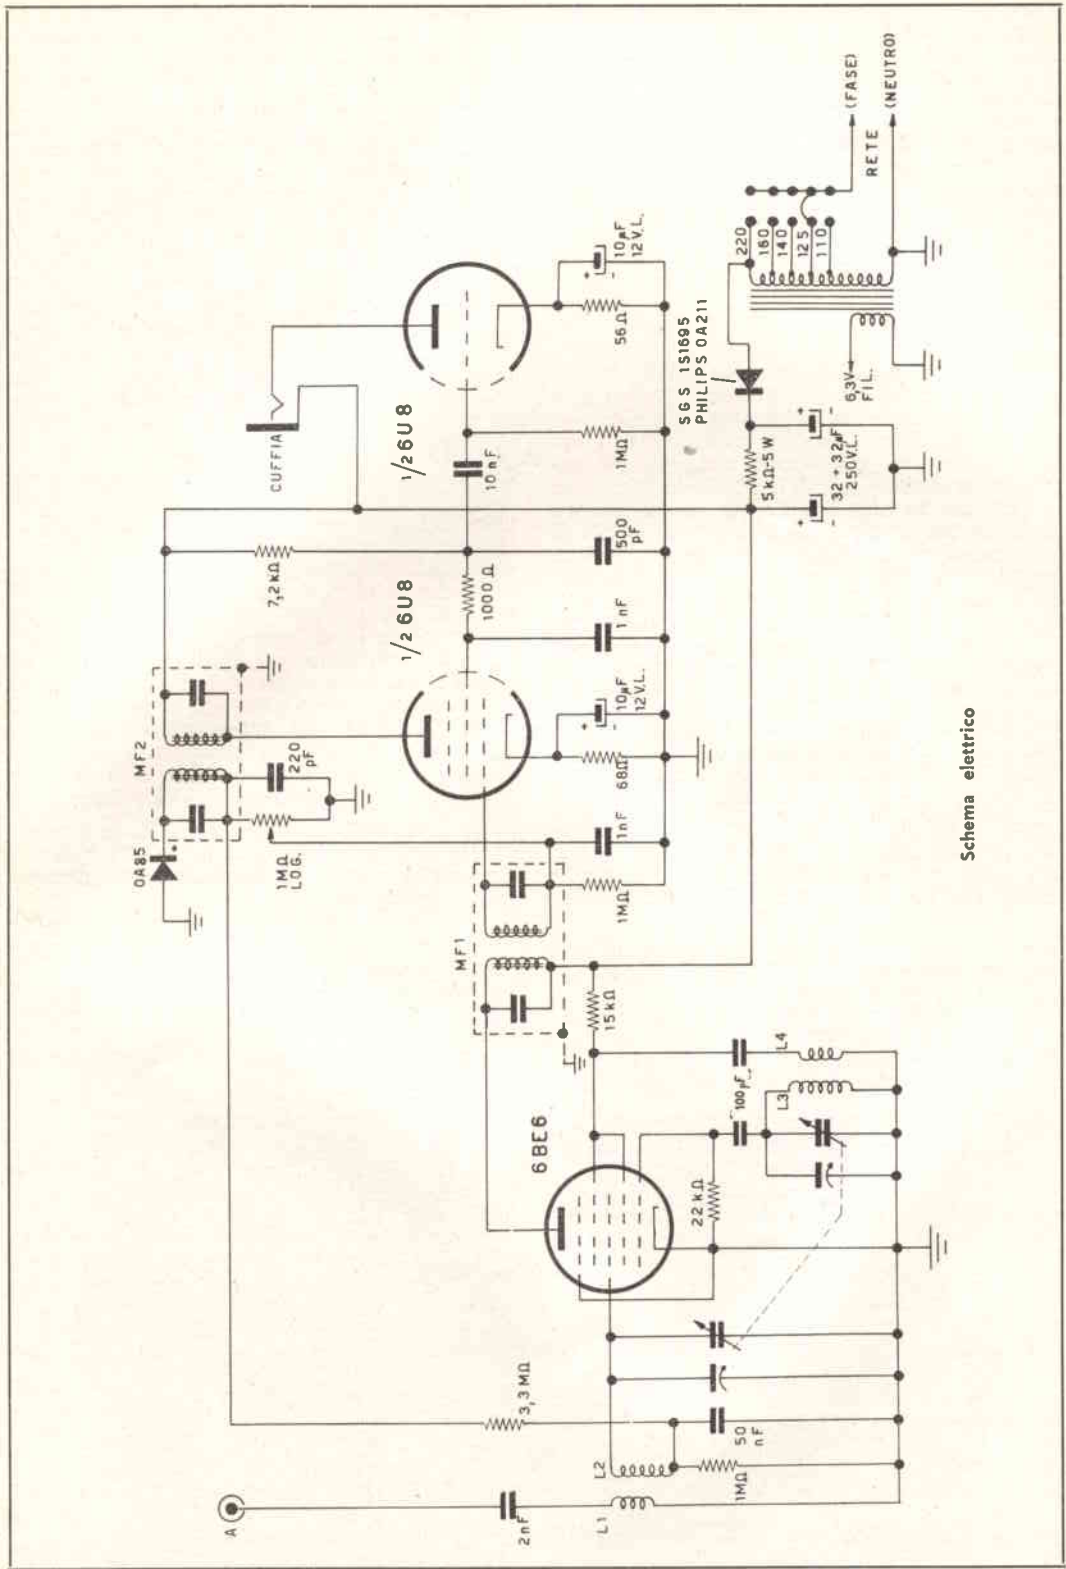 A
2nF
L1
L2
1MΩ
50
nF
3,3MΩ
6BE6
22kΩ
100pF
L3
L4
15kΩ
MF1
1MΩ
1nF
OA85
+
1MΩ
LOG.
MF2
220
pF
1/2 6U8
68Ω
+
-
10µF
12V.L.
1nF
1000Ω
7,2kΩ
500
pF
10nF
1/2 6U8
CUFFIA
1MΩ
56Ω
+
-
10µF
12V.L.
SGS 1S1695
PHILIPS OA211
5kΩ-5W
+
-
+
-
32+32µF
250V.L.
6,3V
FIL.
220
160
140
125
110
(FASE)
RETE
(NEUTRO)
Schema elettrico